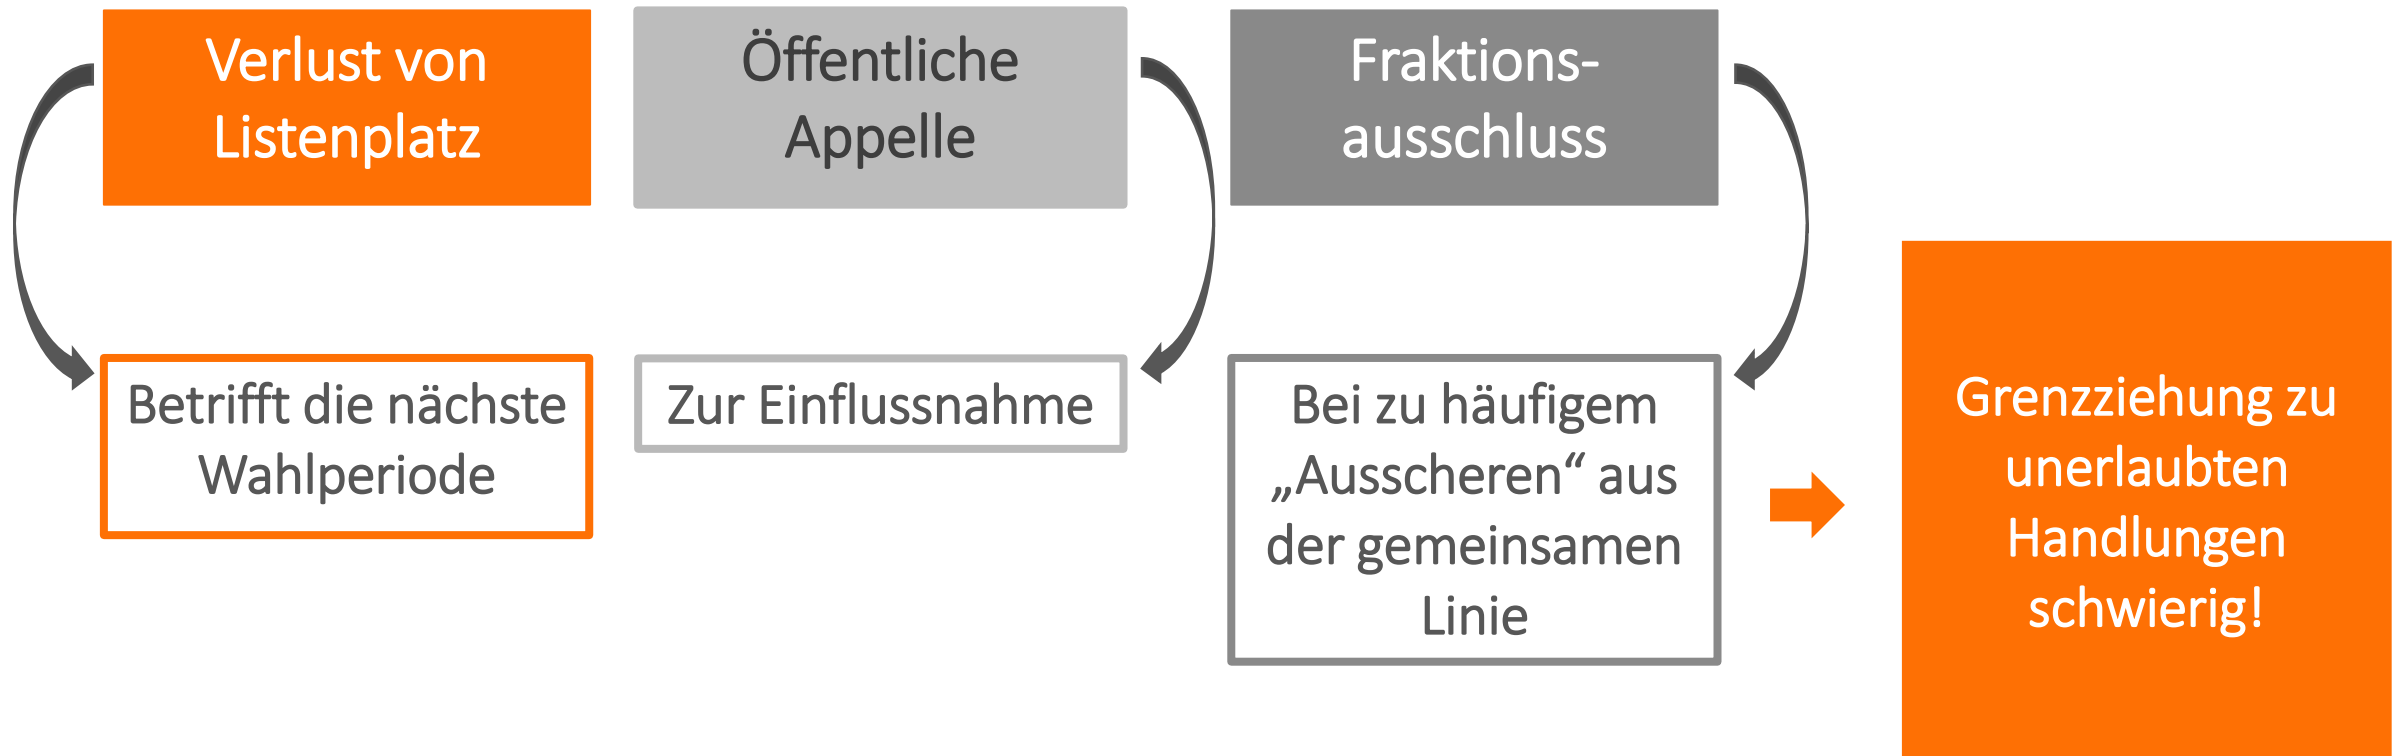 Verlust von
Listenplatz
Öffentliche
Appelle
Fraktions-
ausschluss
Betrifft die nächste
Wahlperiode
Zur Einflussnahme
Bei zu häufigem
„Ausscheren“ aus
der gemeinsamen
Linie
Grenzziehung zu
unerlaubten
Handlungen
schwierig!